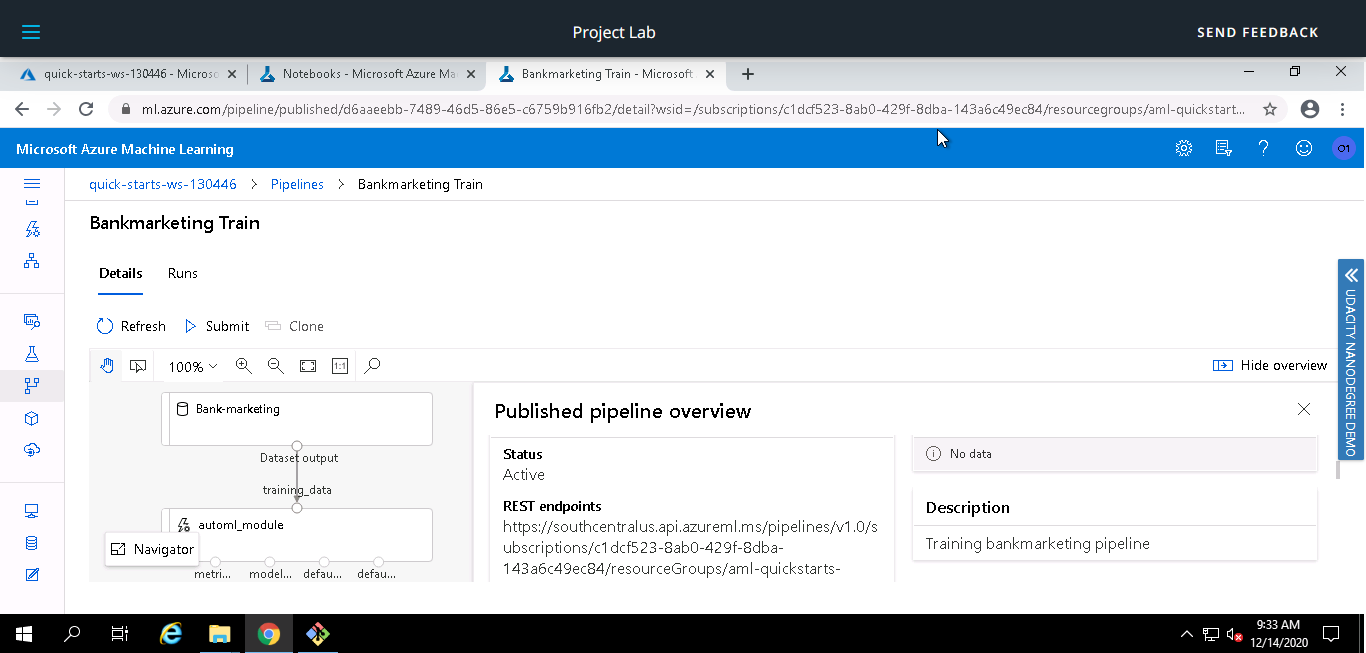 Project Lab
SEND FEEDBACK
quick-starts-ws-130446 - Microso
Notebooks - Microsoft Azure Ma
Bankmarketing Train - Microsoft
ml.azure.com/pipeline/published/d6aaeebb-7489-46d5-86e5-c6759b916fb2/detail?wsid=/subscriptions/c1dcf523-8ab0-429f-8dba-143a6c49ec84/resourcegroups/aml-quickstart...
Microsoft Azure Machine Learning
O1
quick-starts-ws-130446 > Pipelines > Bankmarketing Train
Bankmarketing Train
Details
Runs
Refresh
Submit
Clone
100%
1:1
Hide overview
UDACITY NANODEGREE DEMO
Bank-marketing
Dataset output
training_data
automl_module
Navigator
metri...
model...
defau...
defau...
Published pipeline overview
Status
Active
REST endpoints
https://southcentralus.api.azureml.ms/pipelines/v1.0/s
ubscriptions/c1dcf523-8ab0-429f-8dba-
143a6c49ec84/resourceGroups/aml-quickstarts-
No data
Description
Training bankmarketing pipeline
9:33 AM
12/14/2020